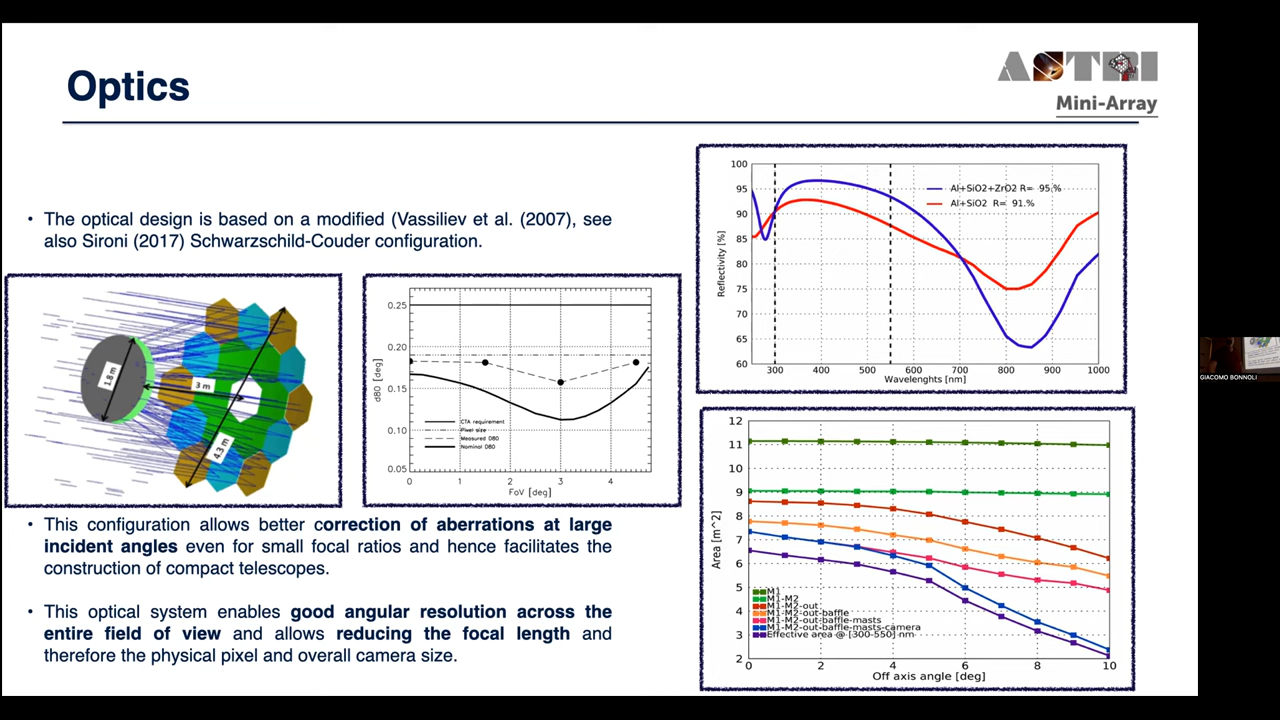 Optics
ASTRI
Mini-Array
• The optical design is based on a modified (Vassiliev et al. (2007), see
also Sironi (2017) Schwarzschild-Couder configuration.
1.8 m
3 m
4.3 m
0.25
0.20
0.15
0.10
0.05
dB0 [deg]
CTA requirement
Pixel size
Measured D80
Nominal D80
0 1 2 3 4
FoV [deg]
• This configuration allows better correction of aberrations at large
incident angles even for small focal ratios and hence facilitates the
construction of compact telescopes.
• This optical system enables good angular resolution across the
entire field of view and allows reducing the focal length and
therefore the physical pixel and overall camera size.
100
95
90
85
80
75
70
65
60
Reflectivity [%]
Al+SiO2+ZrO2 R= 95.%
Al+SiO2 R= 91.%
300 400 500 600 700 800 900 1000
Wavelenghts [nm]
12
11
10
9
8
7
6
5
4
3
2
Area [m^2]
M1
M1-M2
M1-M2-out
M1-M2-out-baffle
M1-M2-out-baffle-masts
M1-M2-out-baffle-masts-camera
Effective area @ [300-550] nm
0 2 4 6 8 10
Off axis angle [deg]
GIACOMO BONNOLI